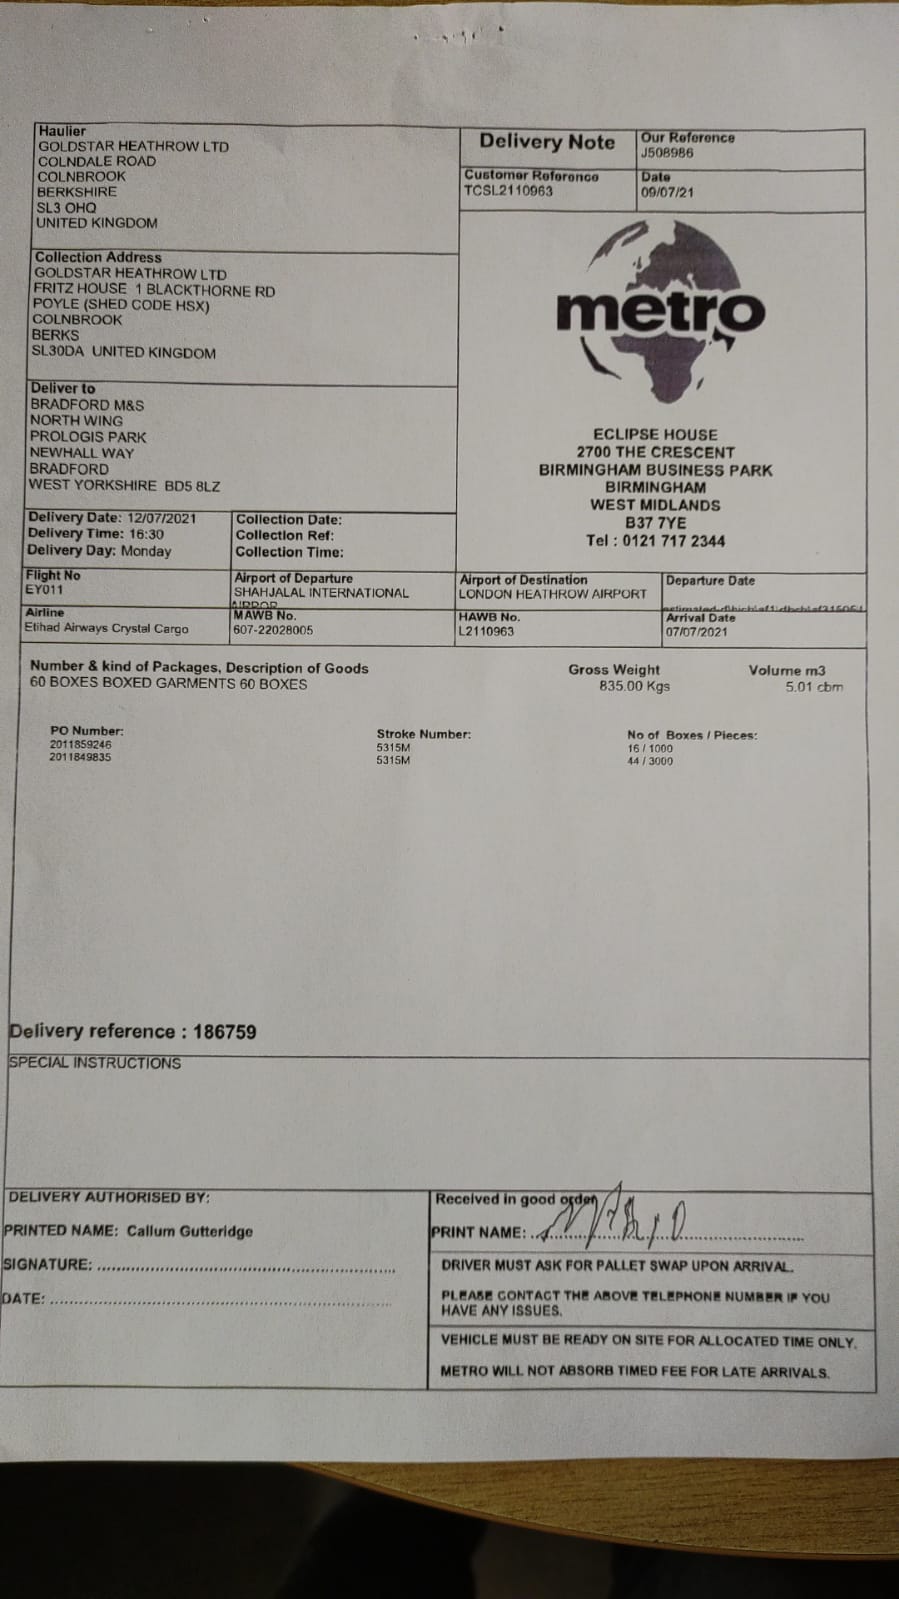 Haulier
GOLDSTAR HEATHROW LTD
COLNDALE ROAD
COLNBROOK
BERKSHIRE
SL3 OHQ
UNITED KINGDOM
Delivery Note
Our Reference
J508986
Customer Reference
TCSL2110963
Date
09/07/21
Collection Address
GOLDSTAR HEATHROW LTD
FRITZ HOUSE 1 BLACKTHORNE RD
POYLE (SHED CODE HSX)
COLNBROOK
BERKS
SL30DA UNITED KINGDOM
metro
ECLIPSE HOUSE
2700 THE CRESCENT
BIRMINGHAM BUSINESS PARK
BIRMINGHAM
WEST MIDLANDS
B37 7YE
Tel : 0121 717 2344
Deliver to
BRADFORD M&S
NORTH WING
PROLOGIS PARK
NEWHALL WAY
BRADFORD
WEST YORKSHIRE BD5 8LZ
Delivery Date: 12/07/2021
Delivery Time: 16:30
Delivery Day: Monday
Collection Date:
Collection Ref:
Collection Time:
Flight No
EY011
Airport of Departure
SHAHJALAL INTERNATIONAL
Airport of Destination
LONDON HEATHROW AIRPORT
Departure Date
Airline
Etihad Airways Crystal Cargo
MAWB No.
607-22028005
HAWB No.
L2110963
Arrival Date
07/07/2021
Number & kind of Packages, Description of Goods
60 BOXES BOXED GARMENTS 60 BOXES
Gross Weight
835.00 Kgs
Volume m3
5.01 cbm
PO Number: Stroke Number: No of Boxes / Pieces:
2011859246 5315M 16 / 1000
2011849835 5315M 44 / 3000
Delivery reference : 186759
SPECIAL INSTRUCTIONS
DELIVERY AUTHORISED BY:
PRINTED NAME: Callum Gutteridge
SIGNATURE:
DATE:
Received in good order
PRINT NAME:
DRIVER MUST ASK FOR PALLET SWAP UPON ARRIVAL.
PLEASE CONTACT THE ABOVE TELEPHONE NUMBER IF YOU
HAVE ANY ISSUES.
VEHICLE MUST BE READY ON SITE FOR ALLOCATED TIME ONLY.
METRO WILL NOT ABSORB TIMED FEE FOR LATE ARRIVALS.